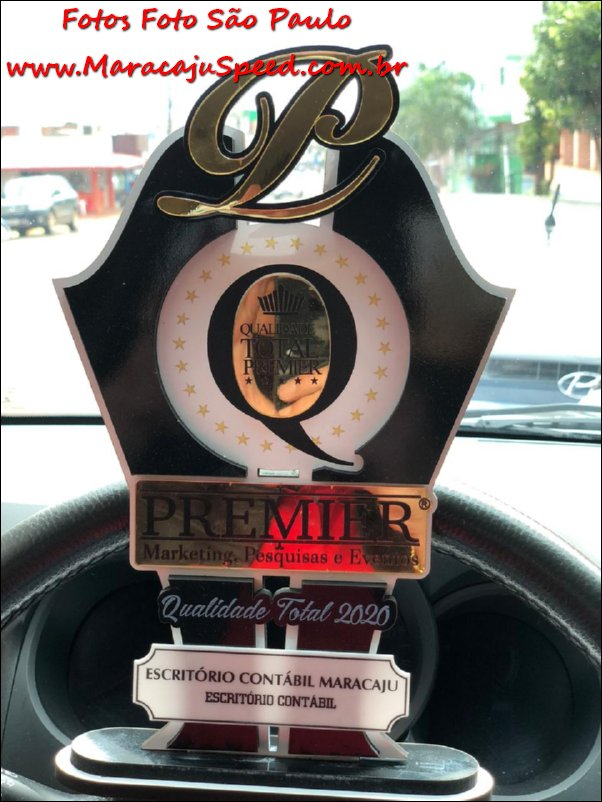 Fotos Foto São Paulo
www.MaracajuSpeed.com.br
P
Q
QUALIDADE
TOTAL
PREMIER
PREMIER®
Marketing, Pesquisas e Eventos
Qualidade Total 2020
ESCRITÓRIO CONTÁBIL MARACAJU
ESCRITÓRIO CONTÁBIL